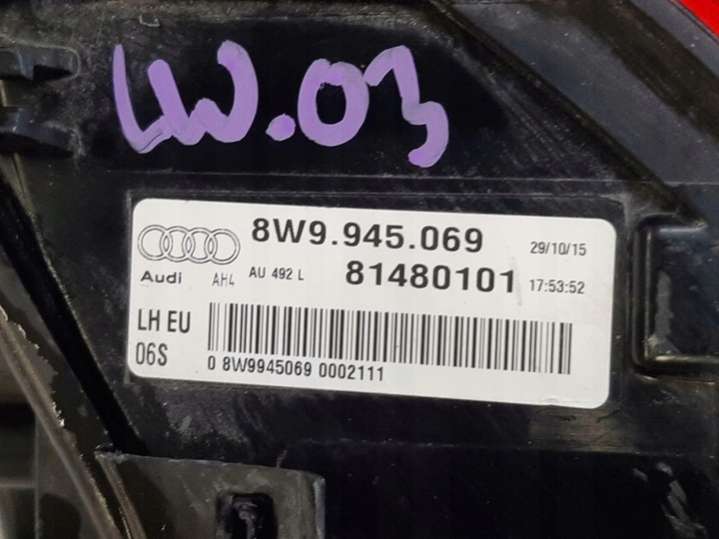 LW.03
8W9.945.069 29/10/15
Audi AH4 AU 492 L 81480101 17:53:52
LH EU
06S
0 8W9945069 0002111